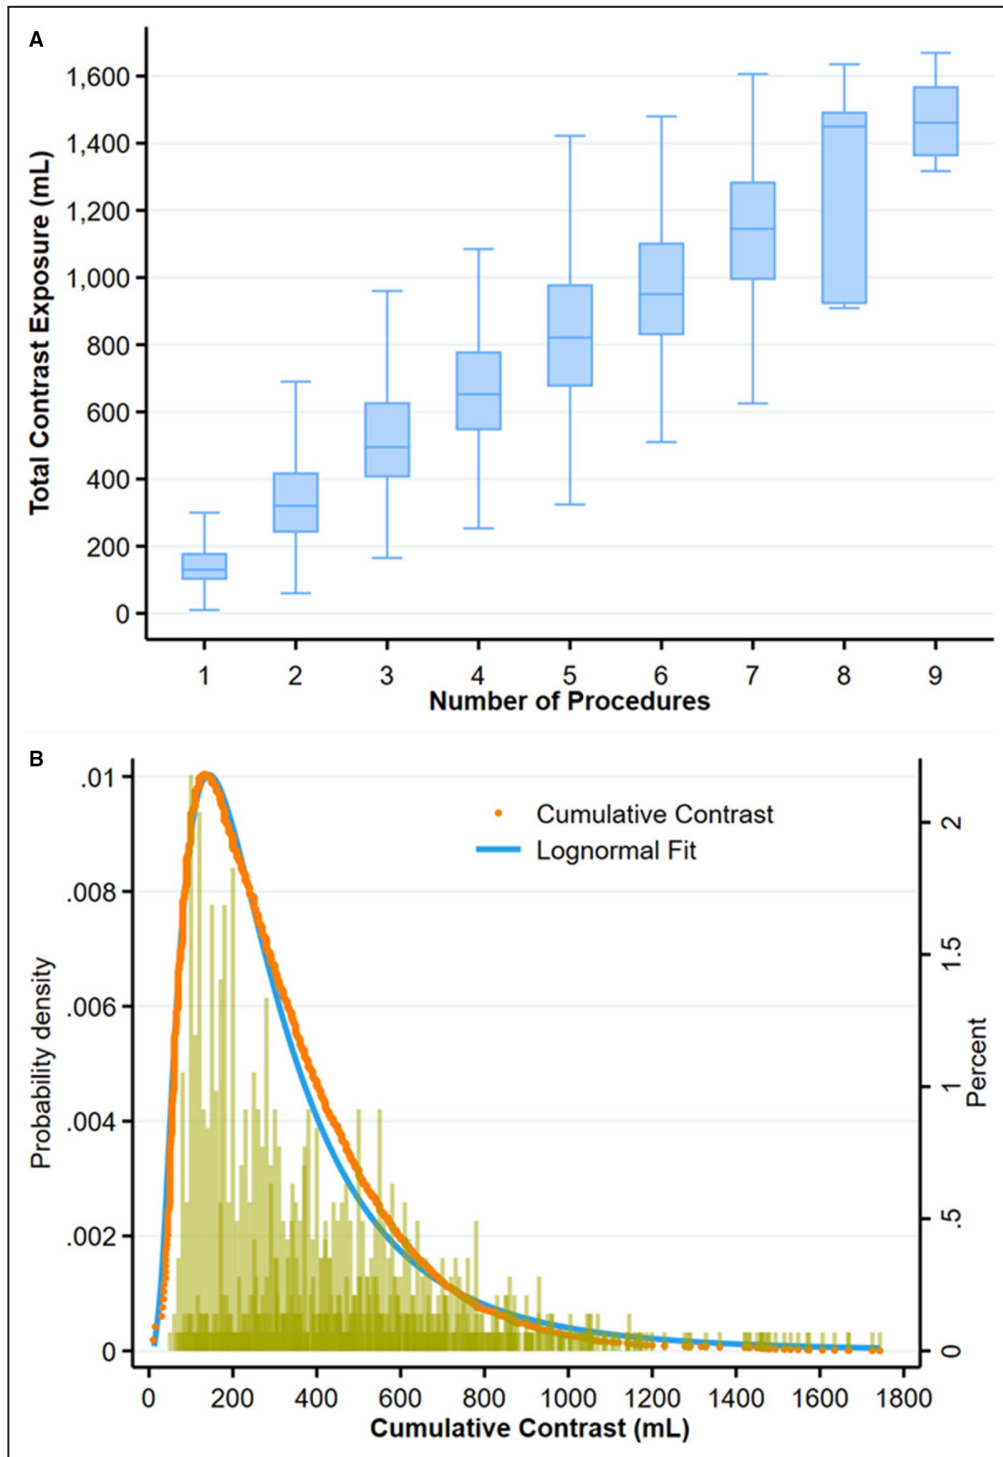 A
Total Contrast Exposure (mL)
1,600
1,400
1,200
1,000
800
600
400
200
0
1 2 3 4 5 6 7 8 9
Number of Procedures
B
Probability density
.01
.008
.006
.004
.002
0
Cumulative Contrast
Lognormal Fit
2
1.5
1
.5
0
Percent
0 200 400 600 800 1000 1200 1400 1600 1800
Cumulative Contrast (mL)